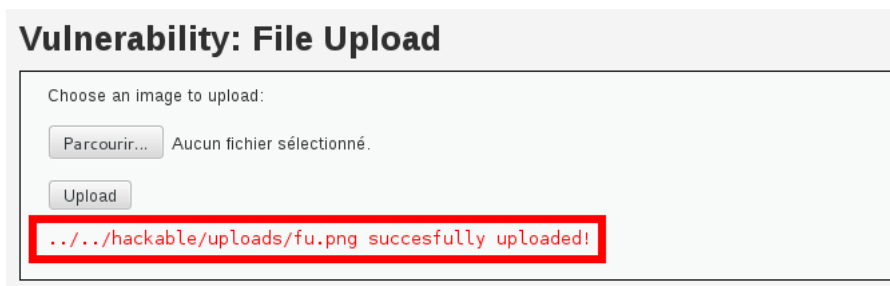 Vulnerability: File Upload
Choose an image to upload:
Parcourir... Aucun fichier sélectionné.
Upload
../../hackable/uploads/fu.png succesfully uploaded!